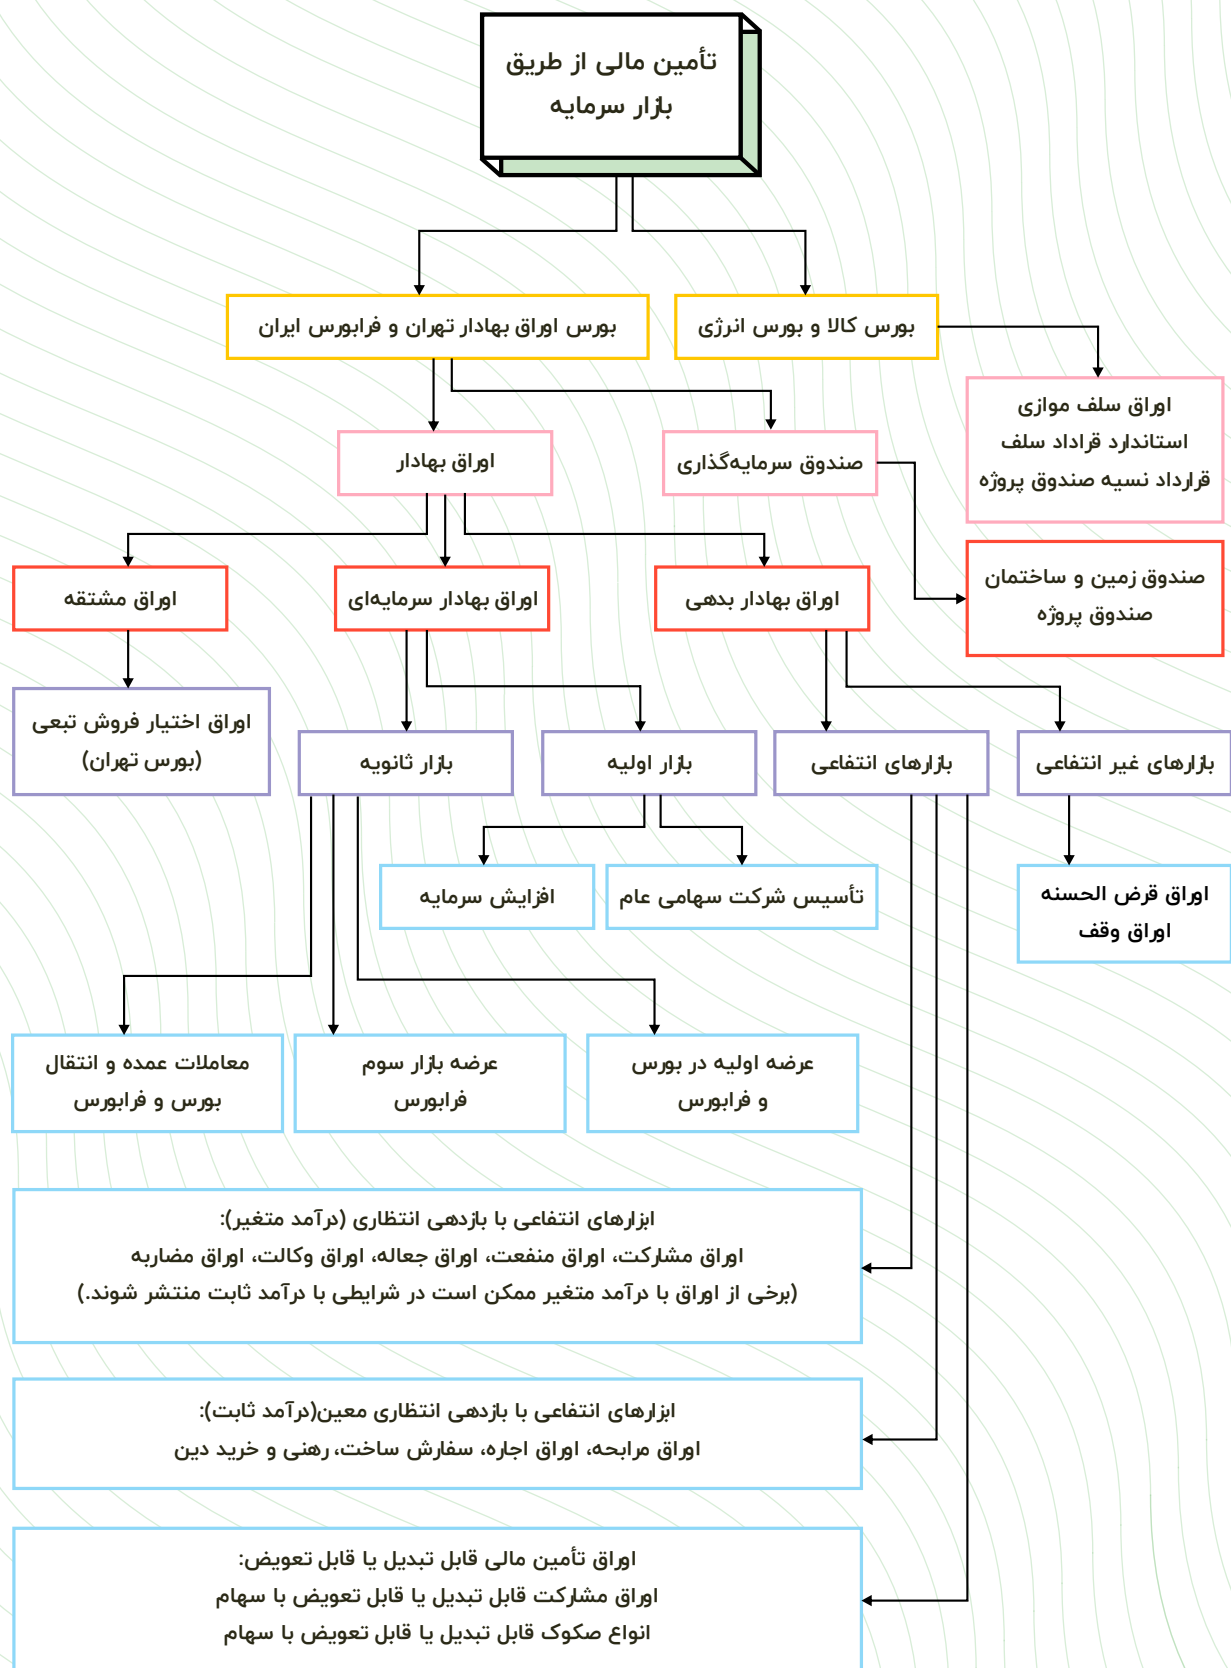 تأمین مالی از طریق
بازار سرمایه
بورس کالا و بورس انرژی
بورس اوراق بهادار تهران و فرابورس ایران
اوراق سلف موازی
استاندارد قراداد سلف
قرارداد نسیه صندوق پروژه
صندوق سرمایه‌گذاری
اوراق بهادار
صندوق زمین و ساختمان
صندوق پروژه
اوراق بهادار بدهی
اوراق بهادار سرمایه‌ای
اوراق مشتقه
اوراق اختیار فروش تبعی
(بورس تهران)
بازارهای غیر انتفاعی
بازارهای انتفاعی
بازار اولیه
بازار ثانویه
اوراق قرض الحسنه
اوراق وقف
تأسیس شرکت سهامی عام
افزایش سرمایه
عرضه اولیه در بورس
و فرابورس
عرضه بازار سوم
فرابورس
معاملات عمده و انتقال
بورس و فرابورس
ابزارهای انتفاعی با بازدهی انتظاری (درآمد متغیر):
اوراق مشارکت، اوراق منفعت، اوراق جعاله، اوراق وکالت، اوراق مضاربه
(برخی از اوراق با درآمد متغیر ممکن است در شرایطی با درآمد ثابت منتشر شوند.)
ابزارهای انتفاعی با بازدهی انتظاری معین(درآمد ثابت):
اوراق مرابحه، اوراق اجاره، سفارش ساخت، رهنی و خرید دین
اوراق تأمین مالی قابل تبدیل یا قابل تعویض:
اوراق مشارکت قابل تبدیل یا قابل تعویض با سهام
انواع صکوک قابل تبدیل یا قابل تعویض با سهام